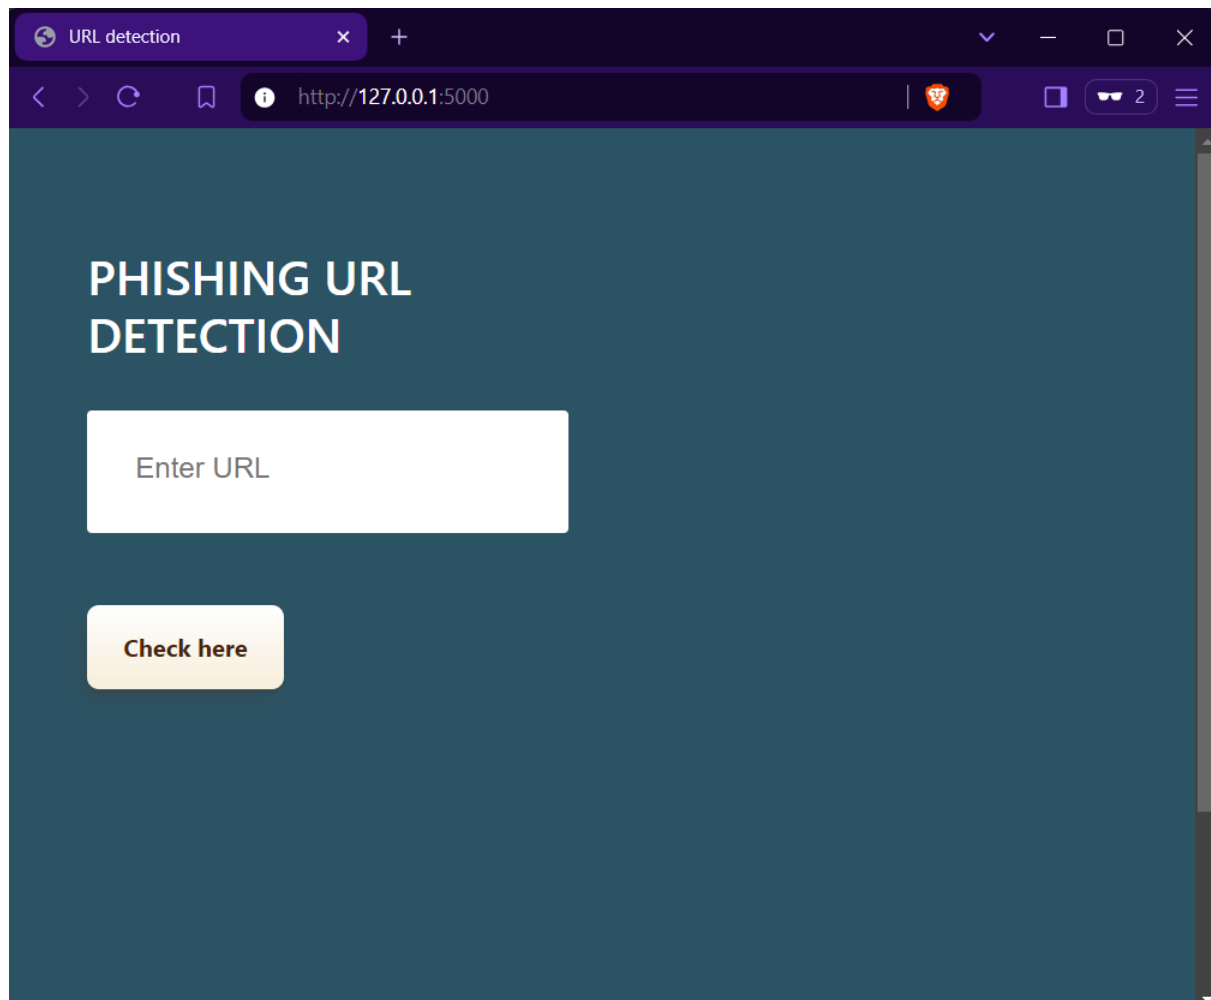 URL detection
http://127.0.0.1:5000
2
PHISHING URL
DETECTION
Enter URL
Check here